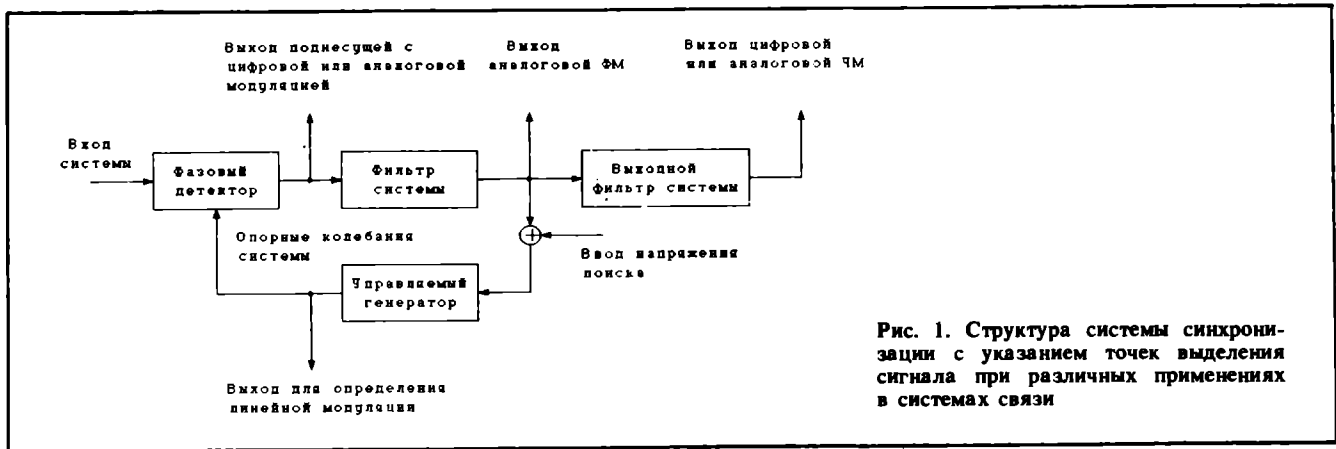 Выход поднесущей с
цифровой или аналоговой
модуляцией
Выход
аналоговой ФМ
Выход цифровой
или аналоговой ЧМ
Вход
системы
Фазовый
детектор
Фильтр
системы
Выходной
фильтр системы
Опорные колебания
системы
+
Ввод напряжения
поиска
Управляемый
генератор
Выход для определения
линейной модуляции
Рис. 1. Структура системы синхрони-
зации с указанием точек выделения
сигнала при различных применениях
в системах связи